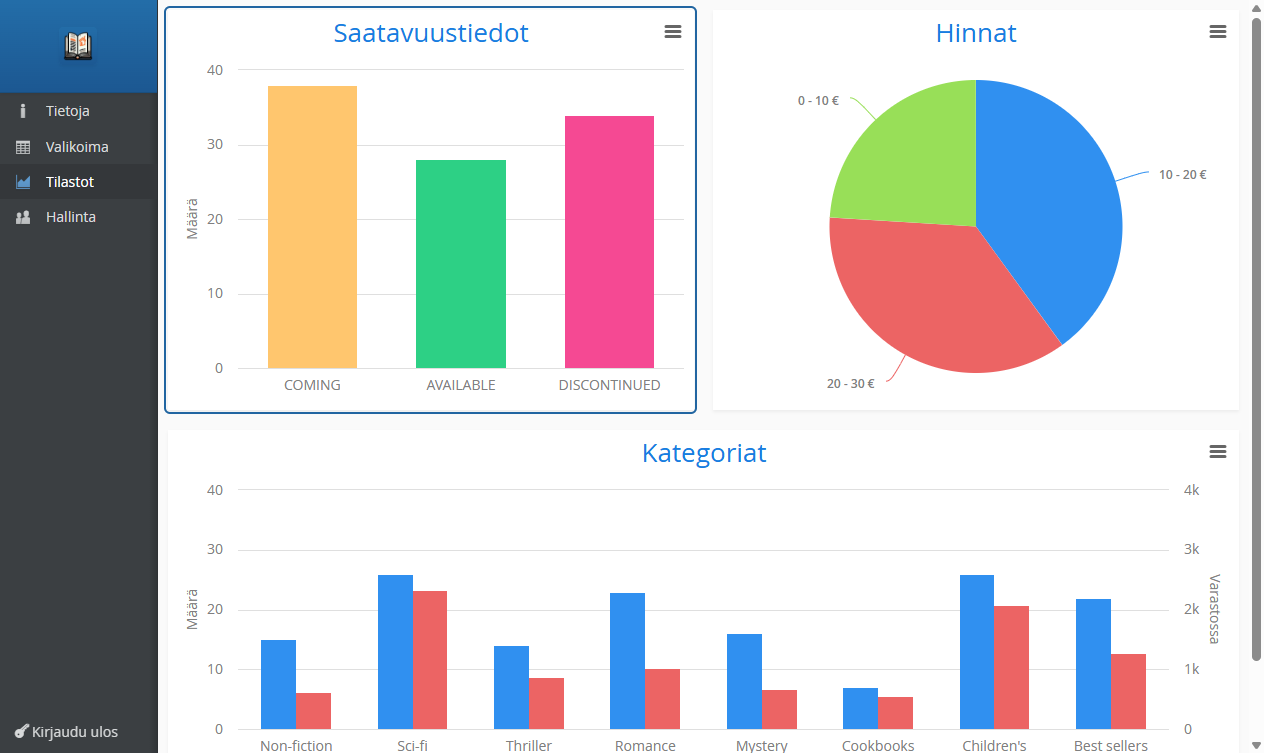 Tietoja
Valikoima
Tilastot
Hallinta
Kirjaudu ulos
Saatavuustiedot
Määrä
40
30
20
10
0
COMING
AVAILABLE
DISCONTINUED
Hinnat
0 - 10 €
10 - 20 €
20 - 30 €
Kategoriat
Määrä
40
30
20
10
0
4k
3k
2k
1k
0
Varastossa
Non-fiction
Sci-fi
Thriller
Romance
Mystery
Cookbooks
Children's
Best sellers